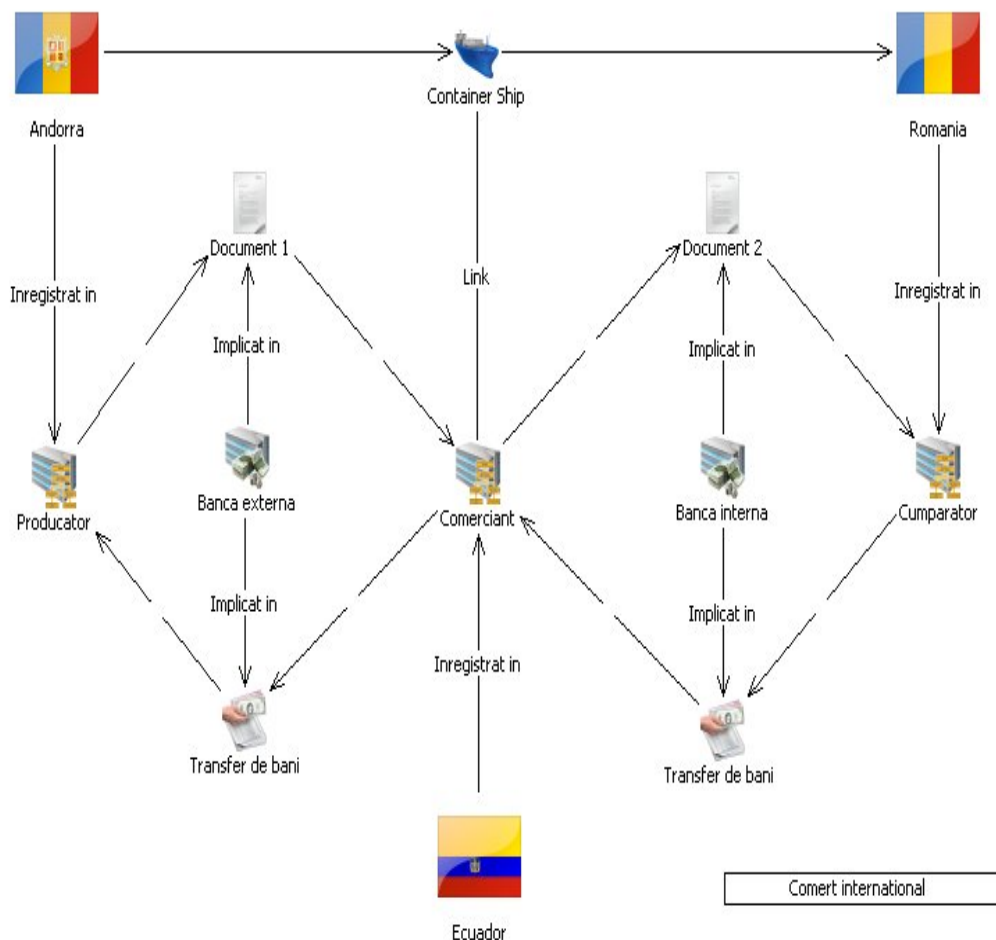 Container Ship
Andorra
Romania
Document 1
Document 2
Link
Inregistrat in
Inregistrat in
Implicat in
Implicat in
Banca externa
Banca interna
Producator
Comerciant
Cumparator
Implicat in
Implicat in
Inregistrat in
Transfer de bani
Transfer de bani
Comert international
Ecuador